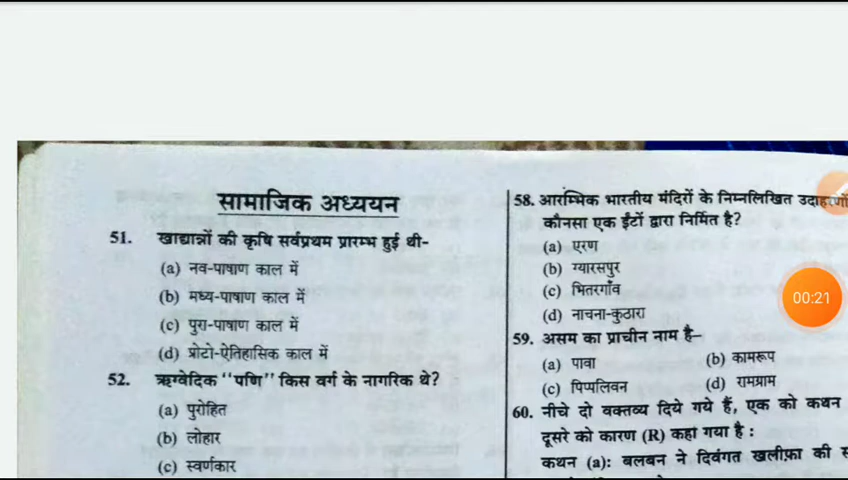 सामाजिक अध्ययन
51. खाद्यान्नों की कृषि सर्वप्रथम प्रारम्भ हुई थी-
(a) नव-पाषाण काल में
(b) मध्य-पाषाण काल में
(c) पुरा-पाषाण काल में
(d) प्रोटो-ऐतिहासिक काल में
52. ऋग्वेदिक "पणि" किस वर्ग के नागरिक थे?
(a) पुरोहित
(b) लोहार
(c) स्वर्णकार
58. आरम्भिक भारतीय मंदिरों के निम्नलिखित उदाहरणों
कौनसा एक ईंटों द्वारा निर्मित है?
(a) एरण
(b) ग्यारसपुर
(c) भितरगाँव
(d) नाचना-कुठारा
59. असम का प्राचीन नाम है-
(a) पावा (b) कामरूप
(c) पिप्पलिवन (d) रामग्राम
60. नीचे दो वक्तव्य दिये गये हैं, एक को कथन
दूसरे को कारण (R) कहा गया है :
कथन (a): बलबन ने दिवंगत खलीफ़ा की
00:21